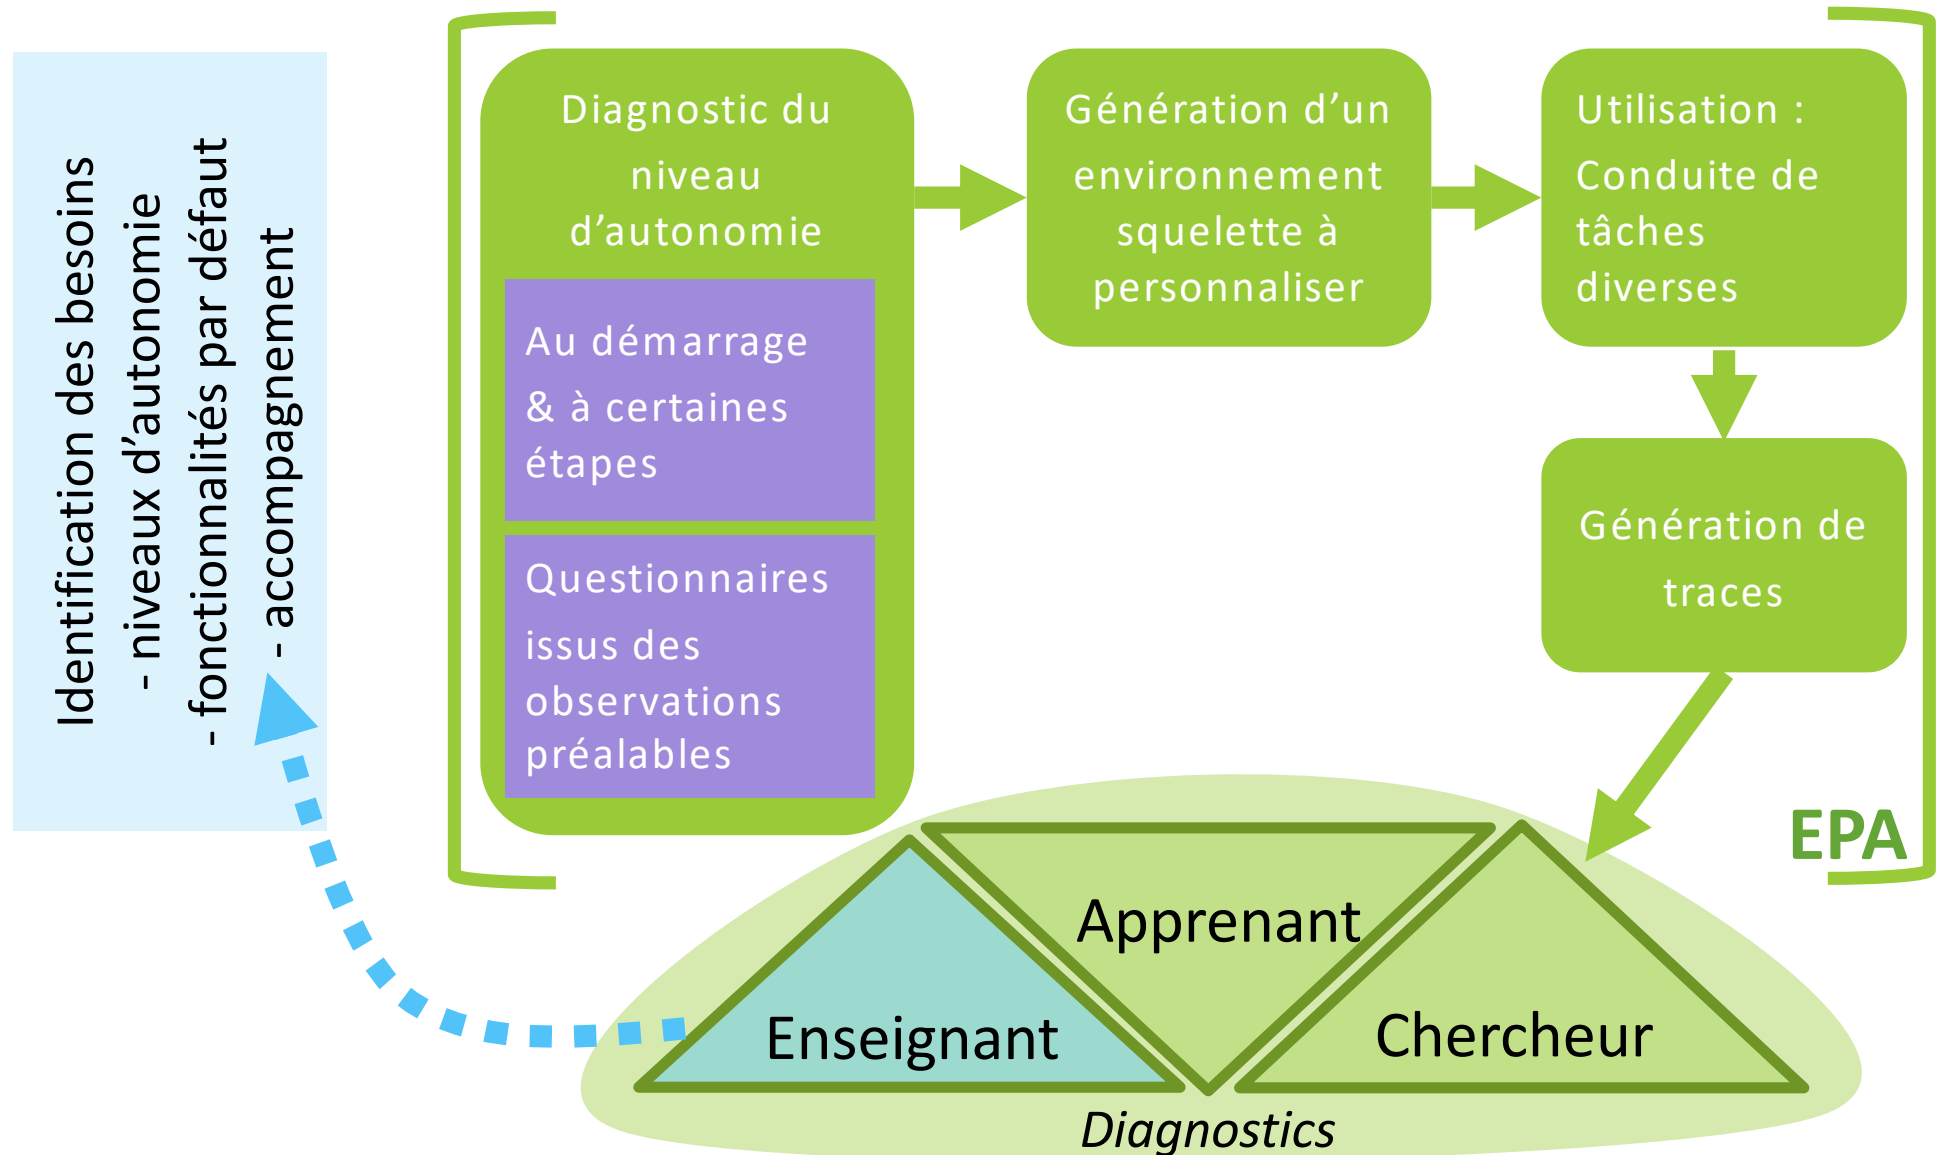 Identification des besoins
- niveaux d’autonomie
- fonctionnalités par défaut
- accompagnement
Diagnostic du
niveau
d’autonomie
Au démarrage
& à certaines
étapes
Questionnaires
issus des
observations
préalables
Génération d’un
environnement
squelette à
personnaliser
Utilisation :
Conduite de
tâches
diverses
Génération de
traces
EPA
Apprenant
Enseignant
Chercheur
Diagnostics